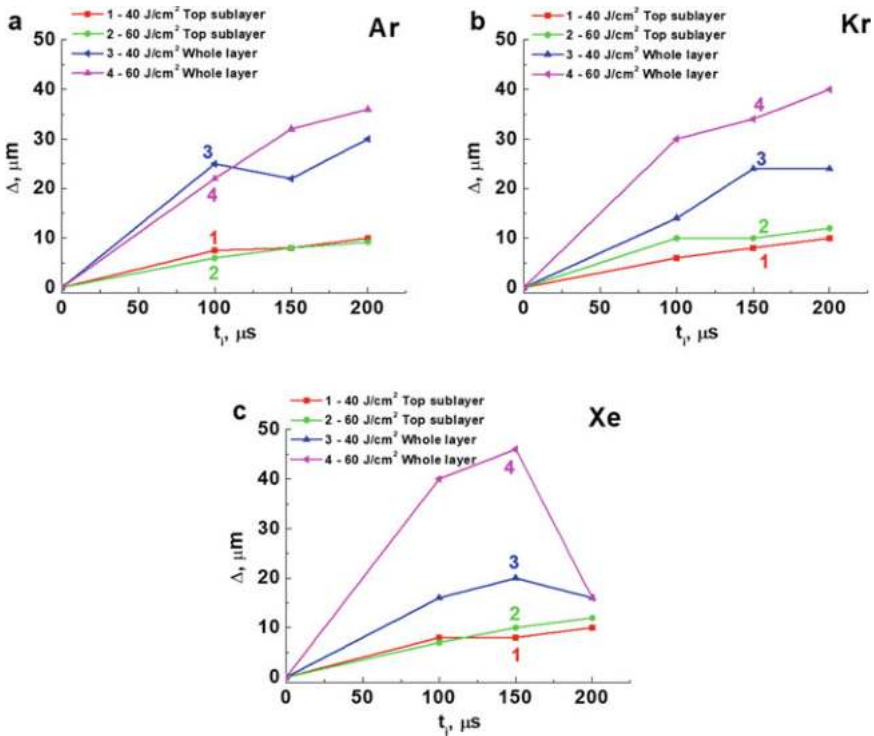 a
1 - 40 J/cm² Top sublayer
2 - 60 J/cm² Top sublayer
3 - 40 J/cm² Whole layer
4 - 60 J/cm² Whole layer
Ar
50
40
30
20
10
0
Δ, μm
3
4
1
2
0 50 100 150 200
tᵢ, μs
b
1 - 40 J/cm² Top sublayer
2 - 60 J/cm² Top sublayer
3 - 40 J/cm² Whole layer
4 - 60 J/cm² Whole layer
Kr
50
40
30
20
10
0
Δ, μm
4
3
2
1
0 50 100 150 200
tᵢ, μs
c
1 - 40 J/cm² Top sublayer
2 - 60 J/cm² Top sublayer
3 - 40 J/cm² Whole layer
4 - 60 J/cm² Whole layer
Xe
50
40
30
20
10
0
Δ, μm
4
3
2
1
0 50 100 150 200
tᵢ, μs